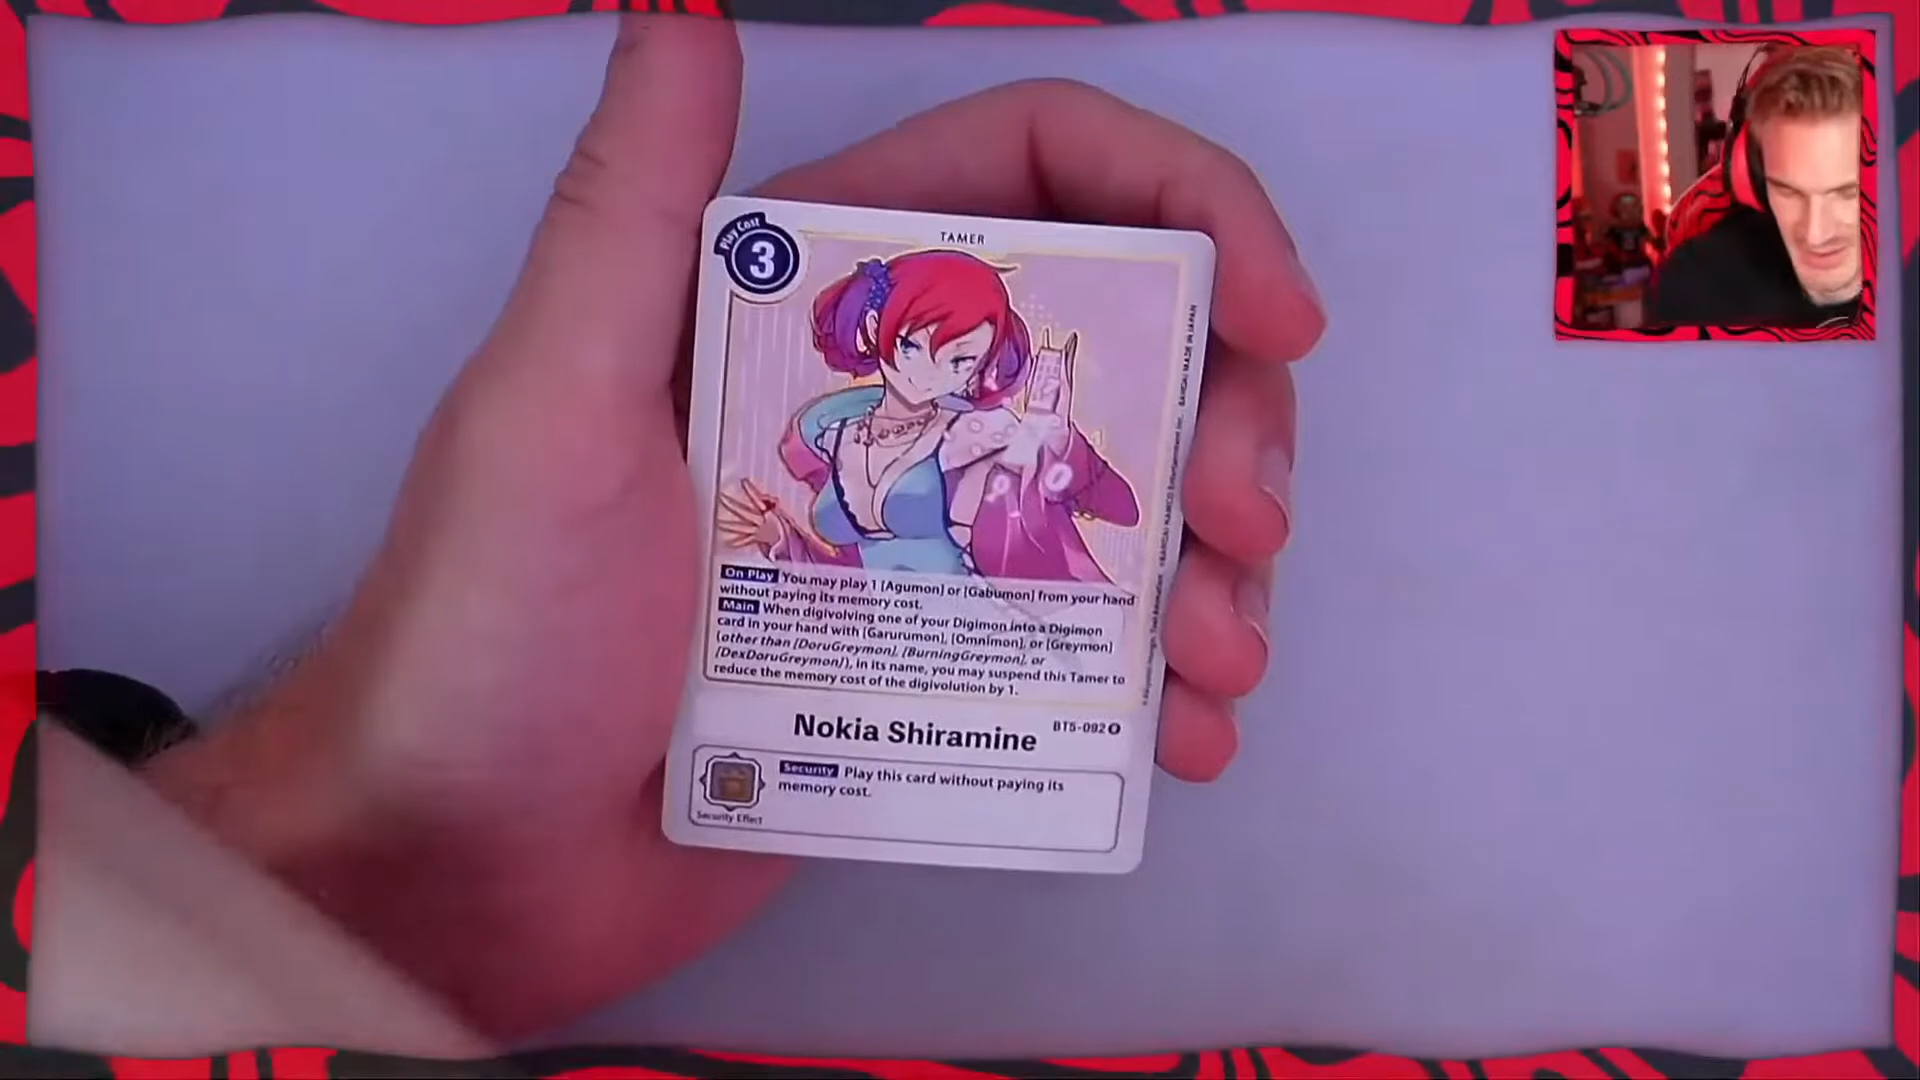 Play Cost
3
TAMER
On Play You may play 1 [Agumon] or [Gabumon] from your hand
without paying its memory cost.
Main When digivolving one of your Digimon into a Digimon
card in your hand with [Garurumon], [Omnimon], or [Greymon]
(other than [DoruGreymon], [BurningGreymon], or
[DexDoruGreymon]), in its name, you may suspend this Tamer to
reduce the memory cost of the digivolution by 1.
Nokia Shiramine
BT5-092 R
Security Play this card without paying its
memory cost.
Security Effect
BANDAI MADE IN JAPAN